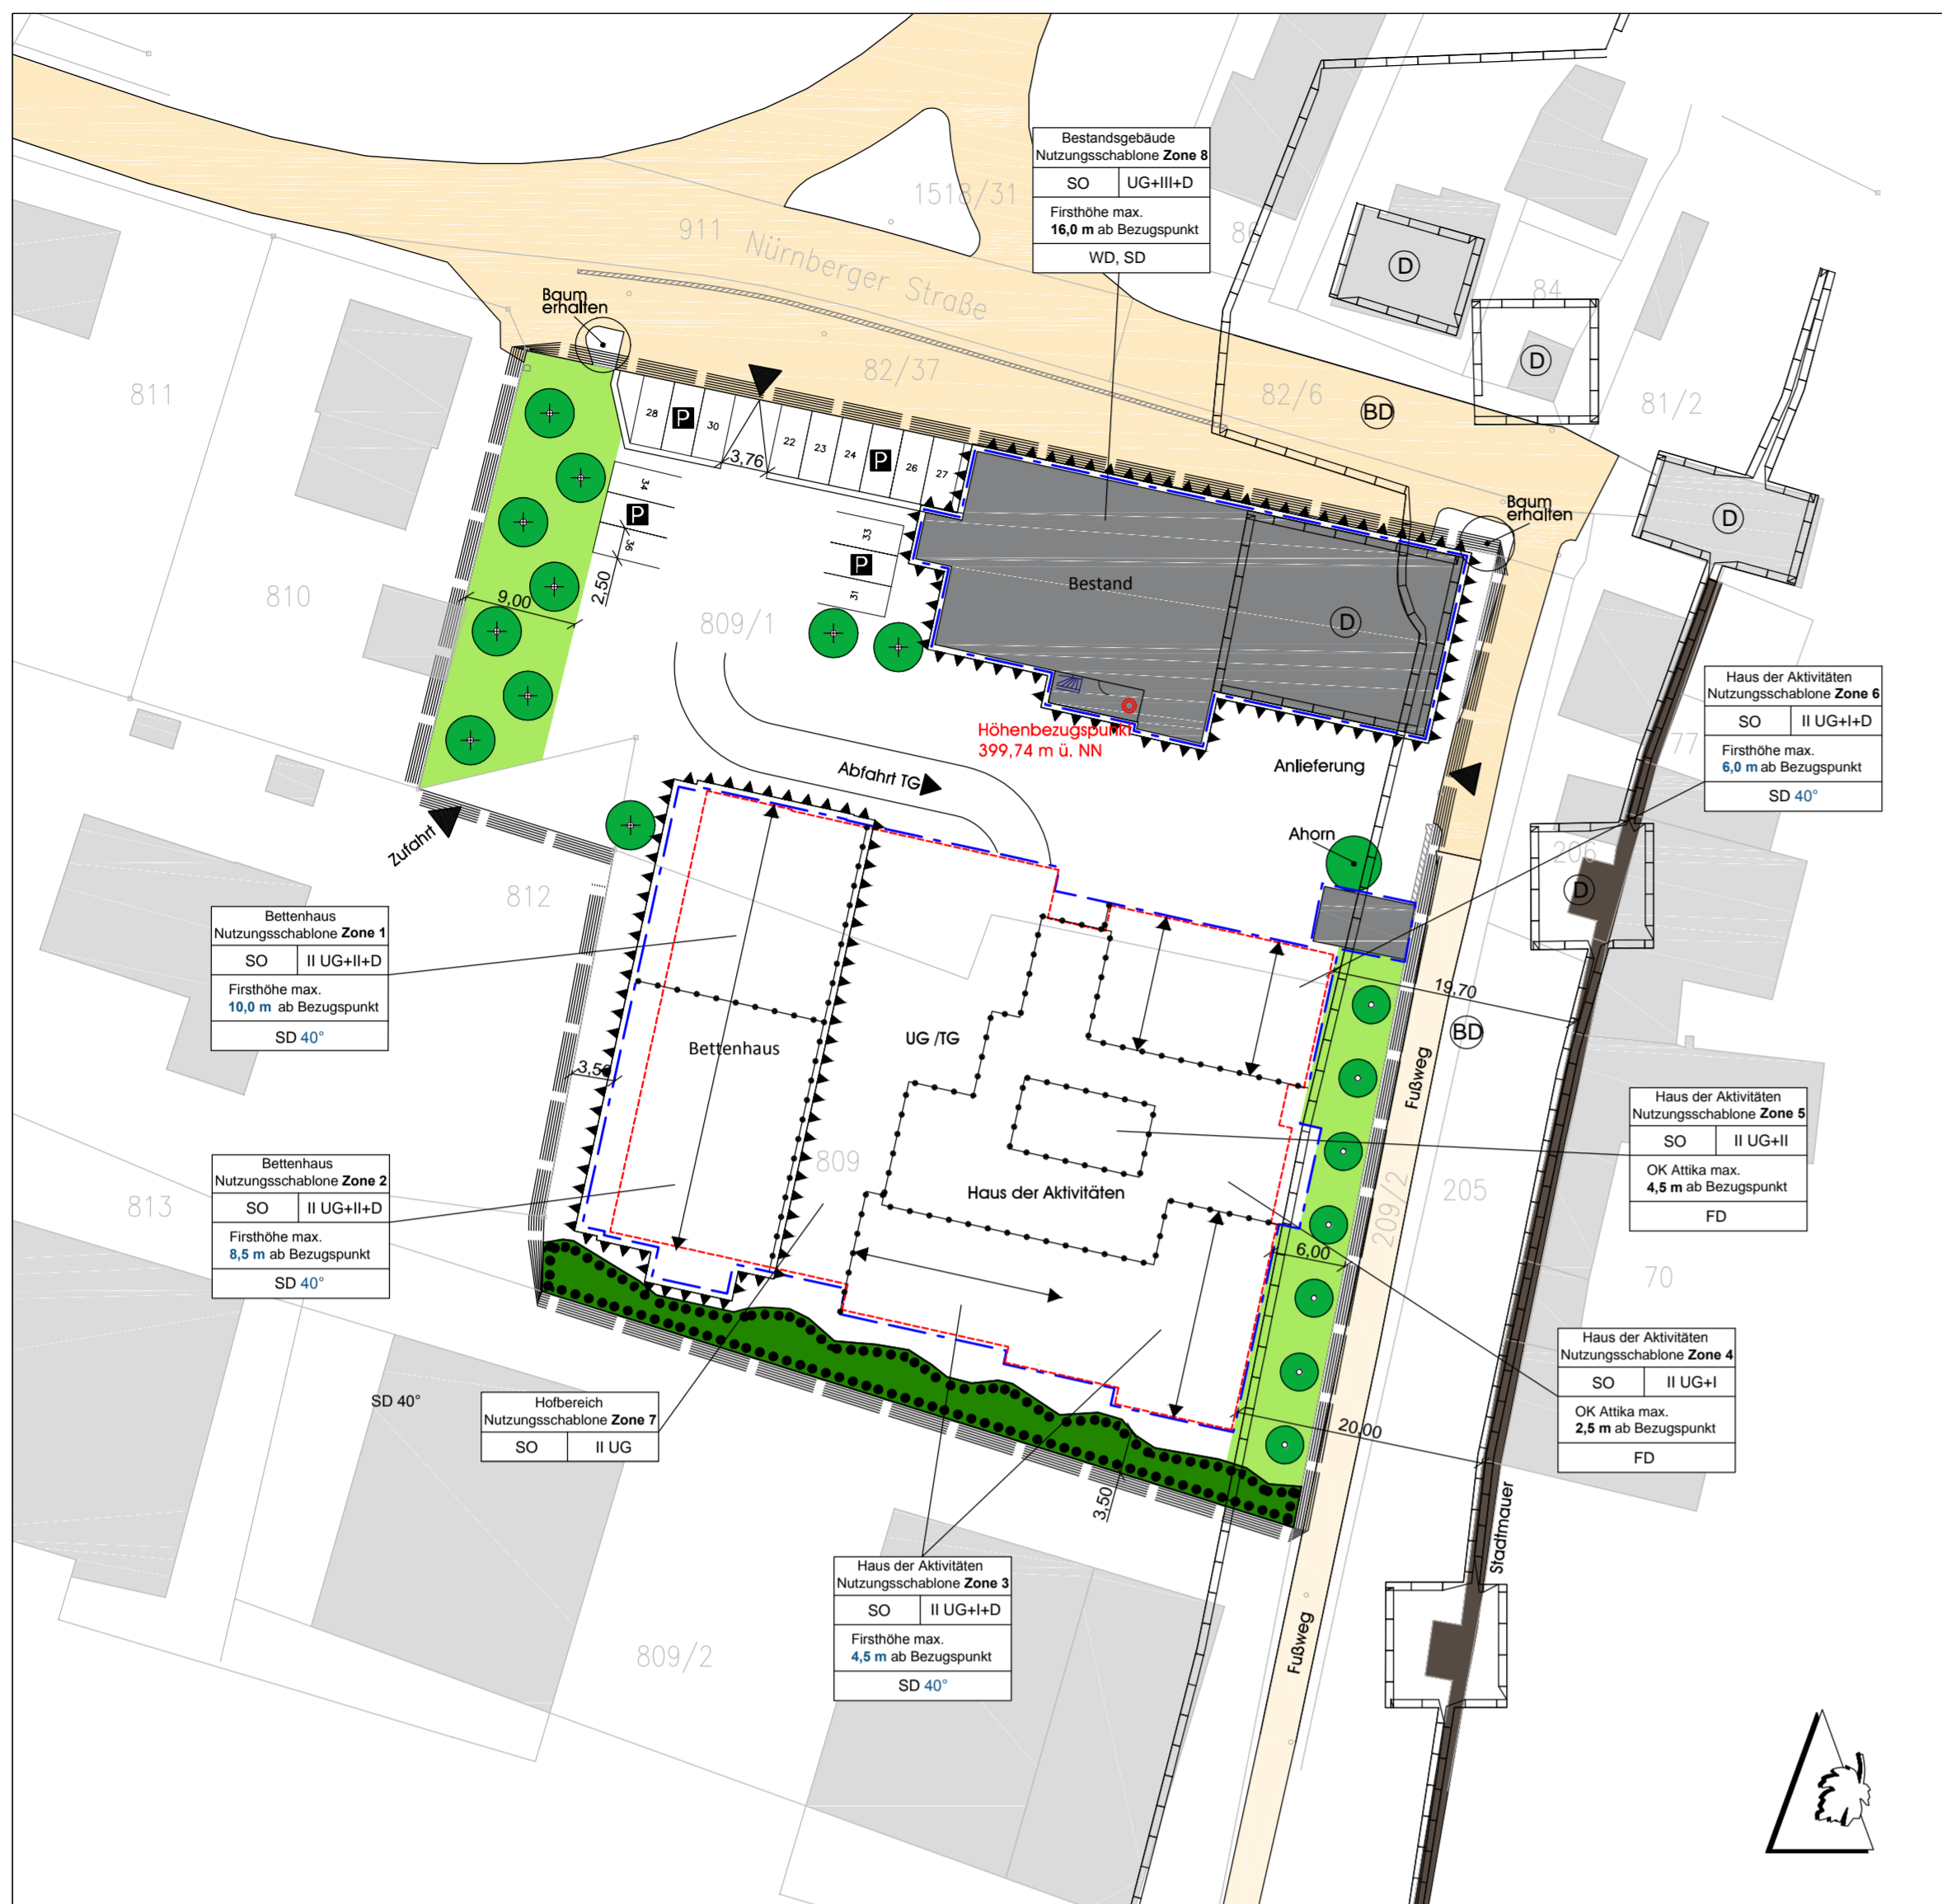 Bestandsgebäude
Nutzungsschablone Zone 8
SO UG+III+D
Firsthöhe max.
16,0 m ab Bezugspunkt
WD, SD
1518/31
911
Nürnberger Straße
86
D
84
D
Baum
erhalten
82/37
82/6
BD
81/2
811
28 P 30
3,76
22 23 24 P 26 27
34
P
36
2,50
33
P
31
Baum
erhalten
D
810
9,00
809/1
Bestand
D
Haus der Aktivitäten
Nutzungsschablone Zone 6
SO II UG+I+D
Firsthöhe max.
6,0 m ab Bezugspunkt
SD 40°
77
Höhenbezugspunkt
399,74 m ü. NN
Anlieferung
Abfahrt TG
Zufahrt
Ahorn
206
D
812
Bettenhaus
Nutzungsschablone Zone 1
SO II UG+II+D
Firsthöhe max.
10,0 m ab Bezugspunkt
SD 40°
19,70
BD
UG /TG
Bettenhaus
3,50
Fußweg
Haus der Aktivitäten
Nutzungsschablone Zone 5
SO II UG+II
OK Attika max.
4,5 m ab Bezugspunkt
FD
809
Bettenhaus
Nutzungsschablone Zone 2
SO II UG+II+D
Firsthöhe max.
8,5 m ab Bezugspunkt
SD 40°
813
Haus der Aktivitäten
209/2
205
6,00
70
Haus der Aktivitäten
Nutzungsschablone Zone 4
SO II UG+I
OK Attika max.
2,5 m ab Bezugspunkt
FD
SD 40°
Hofbereich
Nutzungsschablone Zone 7
SO II UG
20,00
3,50
Stadtmauer
Haus der Aktivitäten
Nutzungsschablone Zone 3
SO II UG+I+D
Firsthöhe max.
4,5 m ab Bezugspunkt
SD 40°
809/2
Fußweg